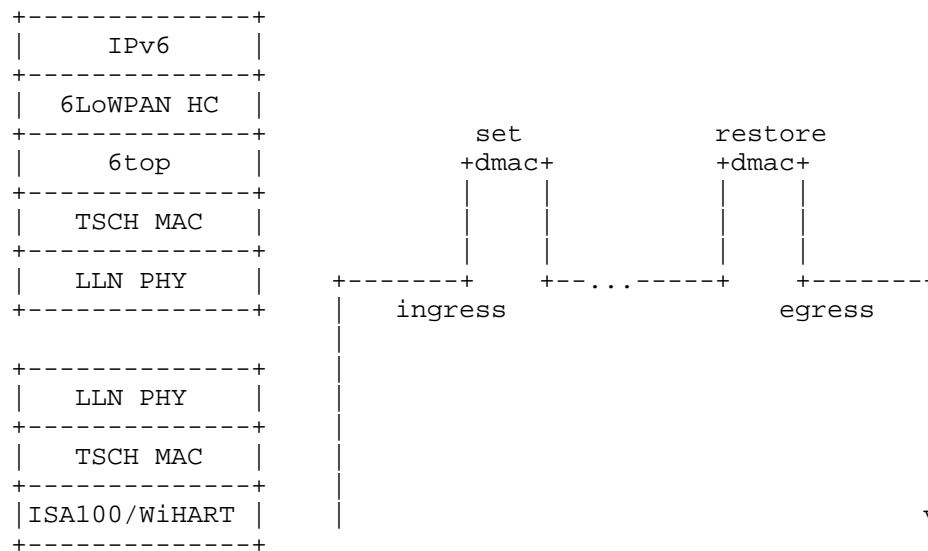 IPv6
6LoWPAN HC
set restore
6top +dmac+ +dmac+
TSCH MAC
LLN PHY +--...-----+
ingress egress
LLN PHY
TSCH MAC
ISA100/WiHART v